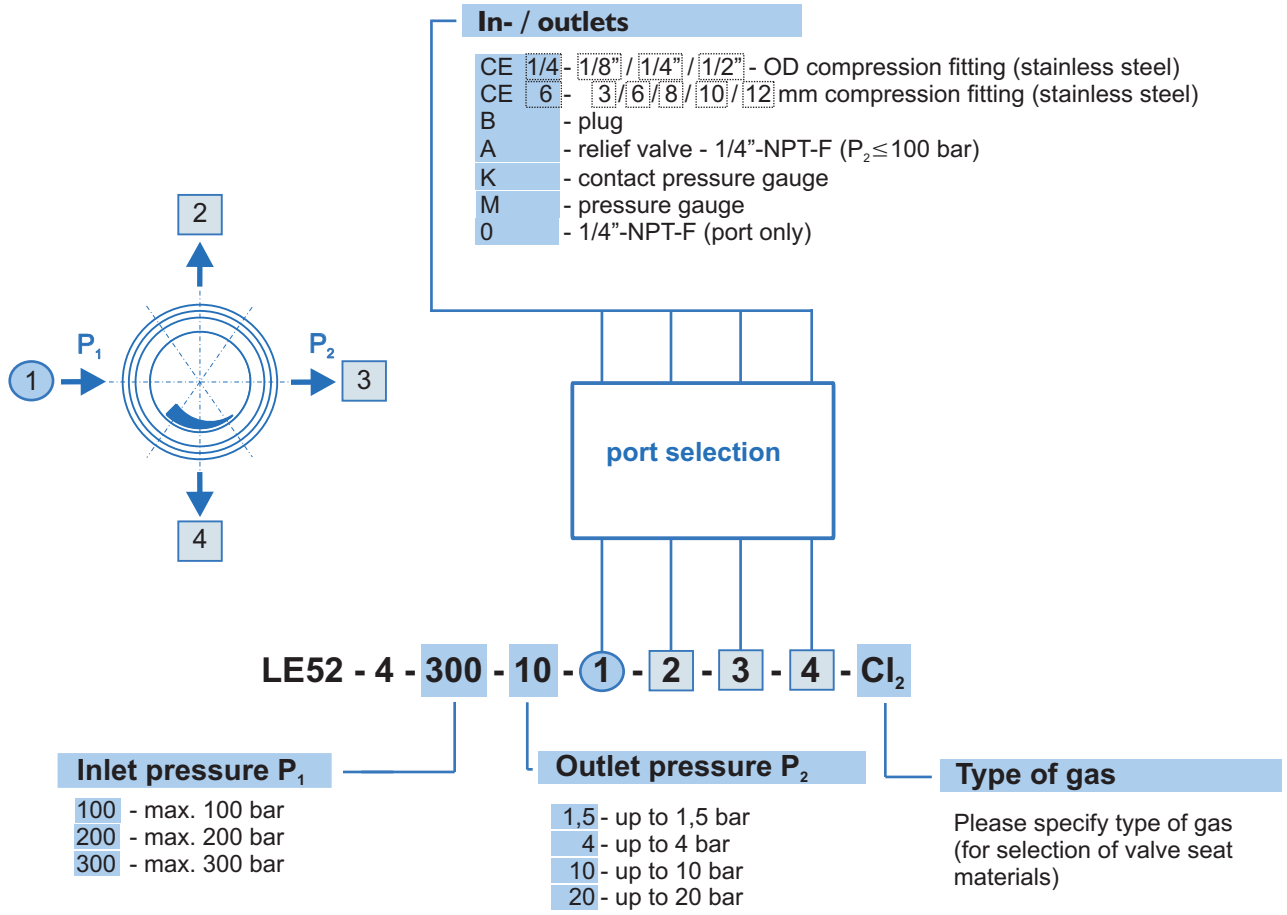 In- / outlets
CE 1/4 - 1/8” / 1/4” / 1/2” - OD compression fitting (stainless steel)
CE 6 - 3 / 6 / 8 / 10 / 12 mm compression fitting (stainless steel)
B - plug
A - relief valve - 1/4”-NPT-F (P₂≤100 bar)
K - contact pressure gauge
M - pressure gauge
0 - 1/4”-NPT-F (port only)
2
P₁ P₂
1 3
4
port selection
LE52 - 4 - 300 - 10 - 1 - 2 - 3 - 4 - Cl₂
Inlet pressure P₁
100 - max. 100 bar
200 - max. 200 bar
300 - max. 300 bar
Outlet pressure P₂
1,5 - up to 1,5 bar
4 - up to 4 bar
10 - up to 10 bar
20 - up to 20 bar
Type of gas
Please specify type of gas
(for selection of valve seat
materials)